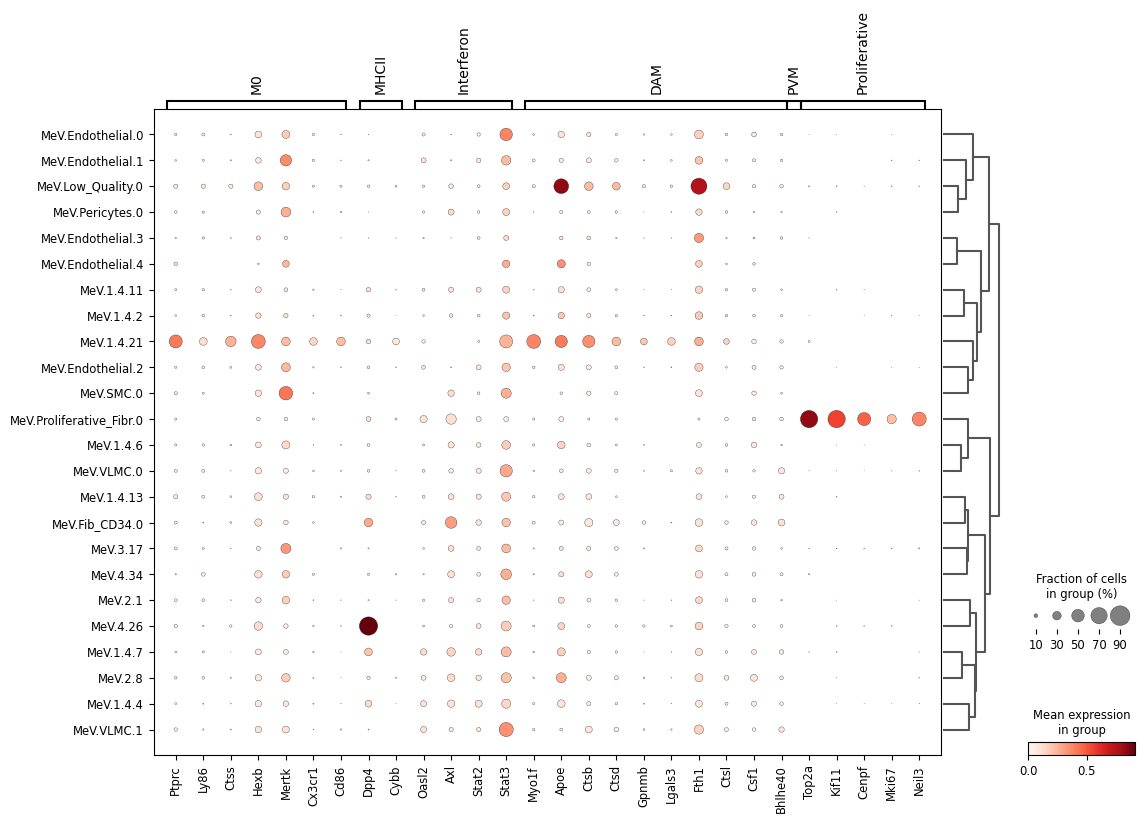 M0
MHCII
Interferon
DAM
PVM
Proliferative
MeV.Endothelial.0
MeV.Endothelial.1
MeV.Low_Quality.0
MeV.Pericytes.0
MeV.Endothelial.3
MeV.Endothelial.4
MeV.1.4.11
MeV.1.4.2
MeV.1.4.21
MeV.Endothelial.2
MeV.SMC.0
MeV.Proliferative_Fibr.0
MeV.1.4.6
MeV.VLMC.0
MeV.1.4.13
MeV.Fib_CD34.0
MeV.3.17
MeV.4.34
MeV.2.1
MeV.4.26
MeV.1.4.7
MeV.2.8
MeV.1.4.4
MeV.VLMC.1
Ptprc
Ly86
Ctss
Hexb
Mertk
Cx3cr1
Cd86
Dpp4
Cybb
Oasl2
Axl
Stat2
Stat3
Myo1f
Apoe
Ctsb
Ctsd
Gpnmb
Lgals3
Fth1
Ctsl
Csf1
Bhlhe40
Top2a
Kif11
Cenpf
Mki67
Neil3
Fraction of cells
in group (%)
10 30 50 70 90
Mean expression
in group
0.0 0.5